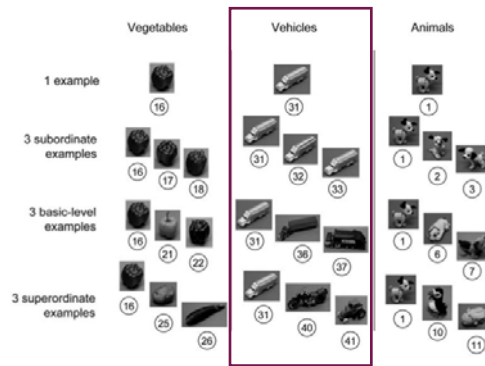 Vegetables Vehicles Animals
1 example
16 31 1
3 subordinate
examples
16 17 18 31 32 33 1 2 3
3 basic-level
examples
16 21 22 31 36 37 1 6 7
3 superordinate
examples
16 25 26 31 40 41 1 10 11